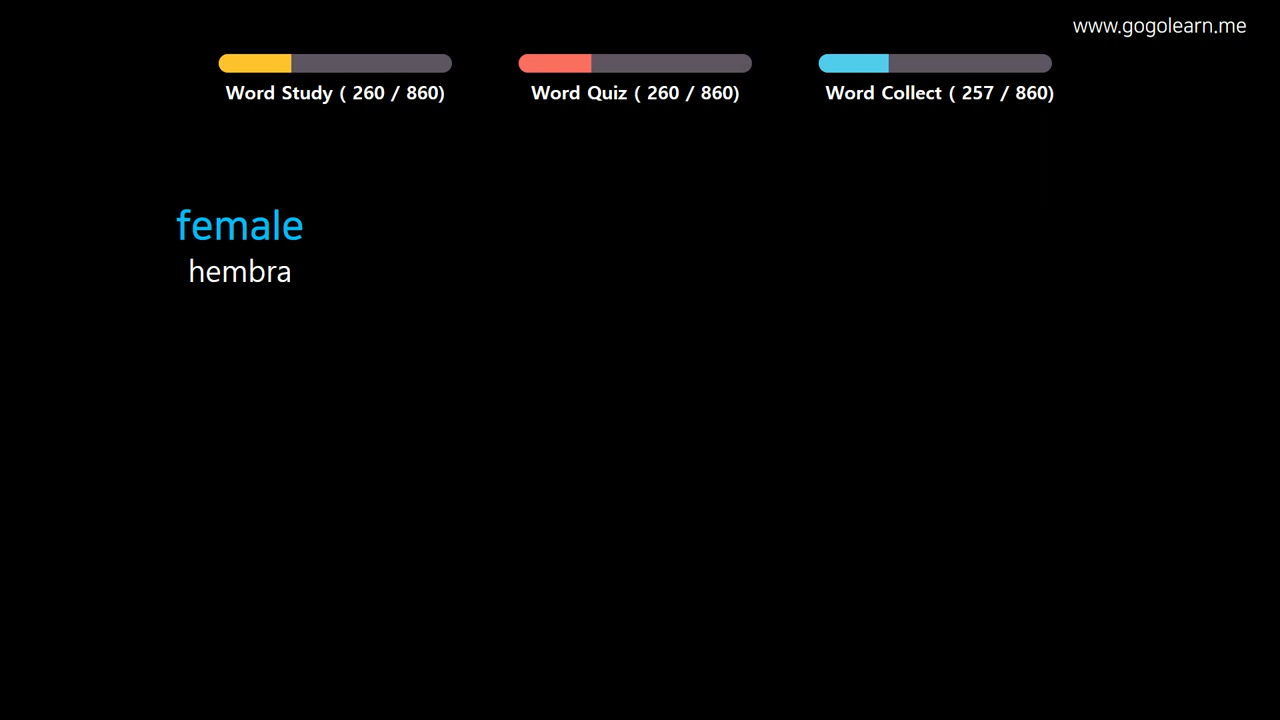 www.gogolearn.me
Word Study ( 260 / 860)
Word Quiz ( 260 / 860)
Word Collect ( 257 / 860)
female
hembra